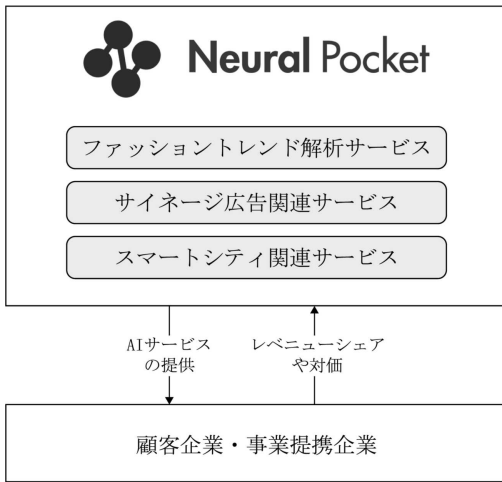 Neural Pocket
ファッショントレンド解析サービス
サイネージ広告関連サービス
スマートシティ関連サービス
AIサービス
の提供
レベニューシェア
や対価
顧客企業・事業提携企業